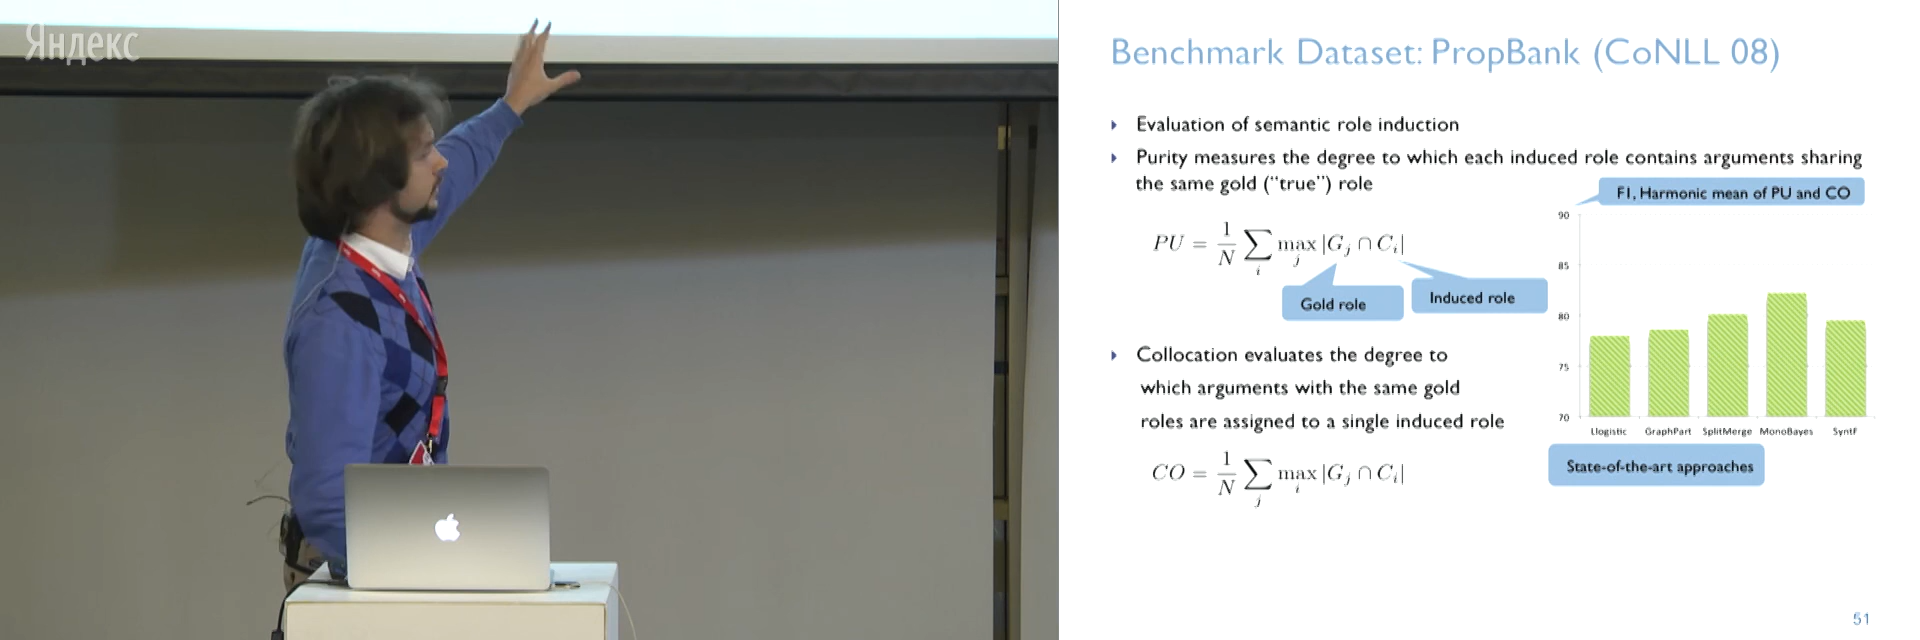 Яндекс
Benchmark Dataset: PropBank (CoNLL 08)
Evaluation of semantic role induction
Purity measures the degree to which each induced role contains arguments sharing
the same gold ("true") role
F1, Harmonic mean of PU and CO
PU = 1/N ∑_i max_j |G_j ∩ C_i|
Gold role
Induced role
Collocation evaluates the degree to
which arguments with the same gold
roles are assigned to a single induced role
CO = 1/N ∑_j max_i |G_j ∩ C_i|
90
85
80
75
70
Llogistic GraphPart SplitMerge MonoBayes SyntF
State-of-the-art approaches
51